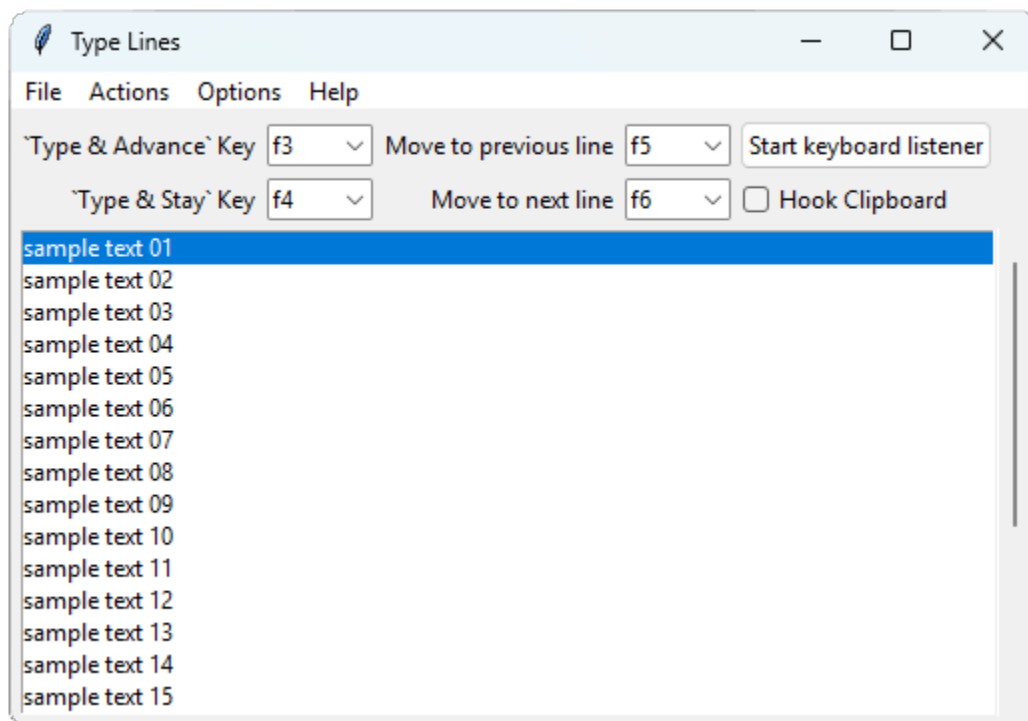 Type Lines
File Actions Options Help
`Type & Advance` Key f3 Move to previous line f5 Start keyboard listener
`Type & Stay` Key f4 Move to next line f6 Hook Clipboard
sample text 01
sample text 02
sample text 03
sample text 04
sample text 05
sample text 06
sample text 07
sample text 08
sample text 09
sample text 10
sample text 11
sample text 12
sample text 13
sample text 14
sample text 15